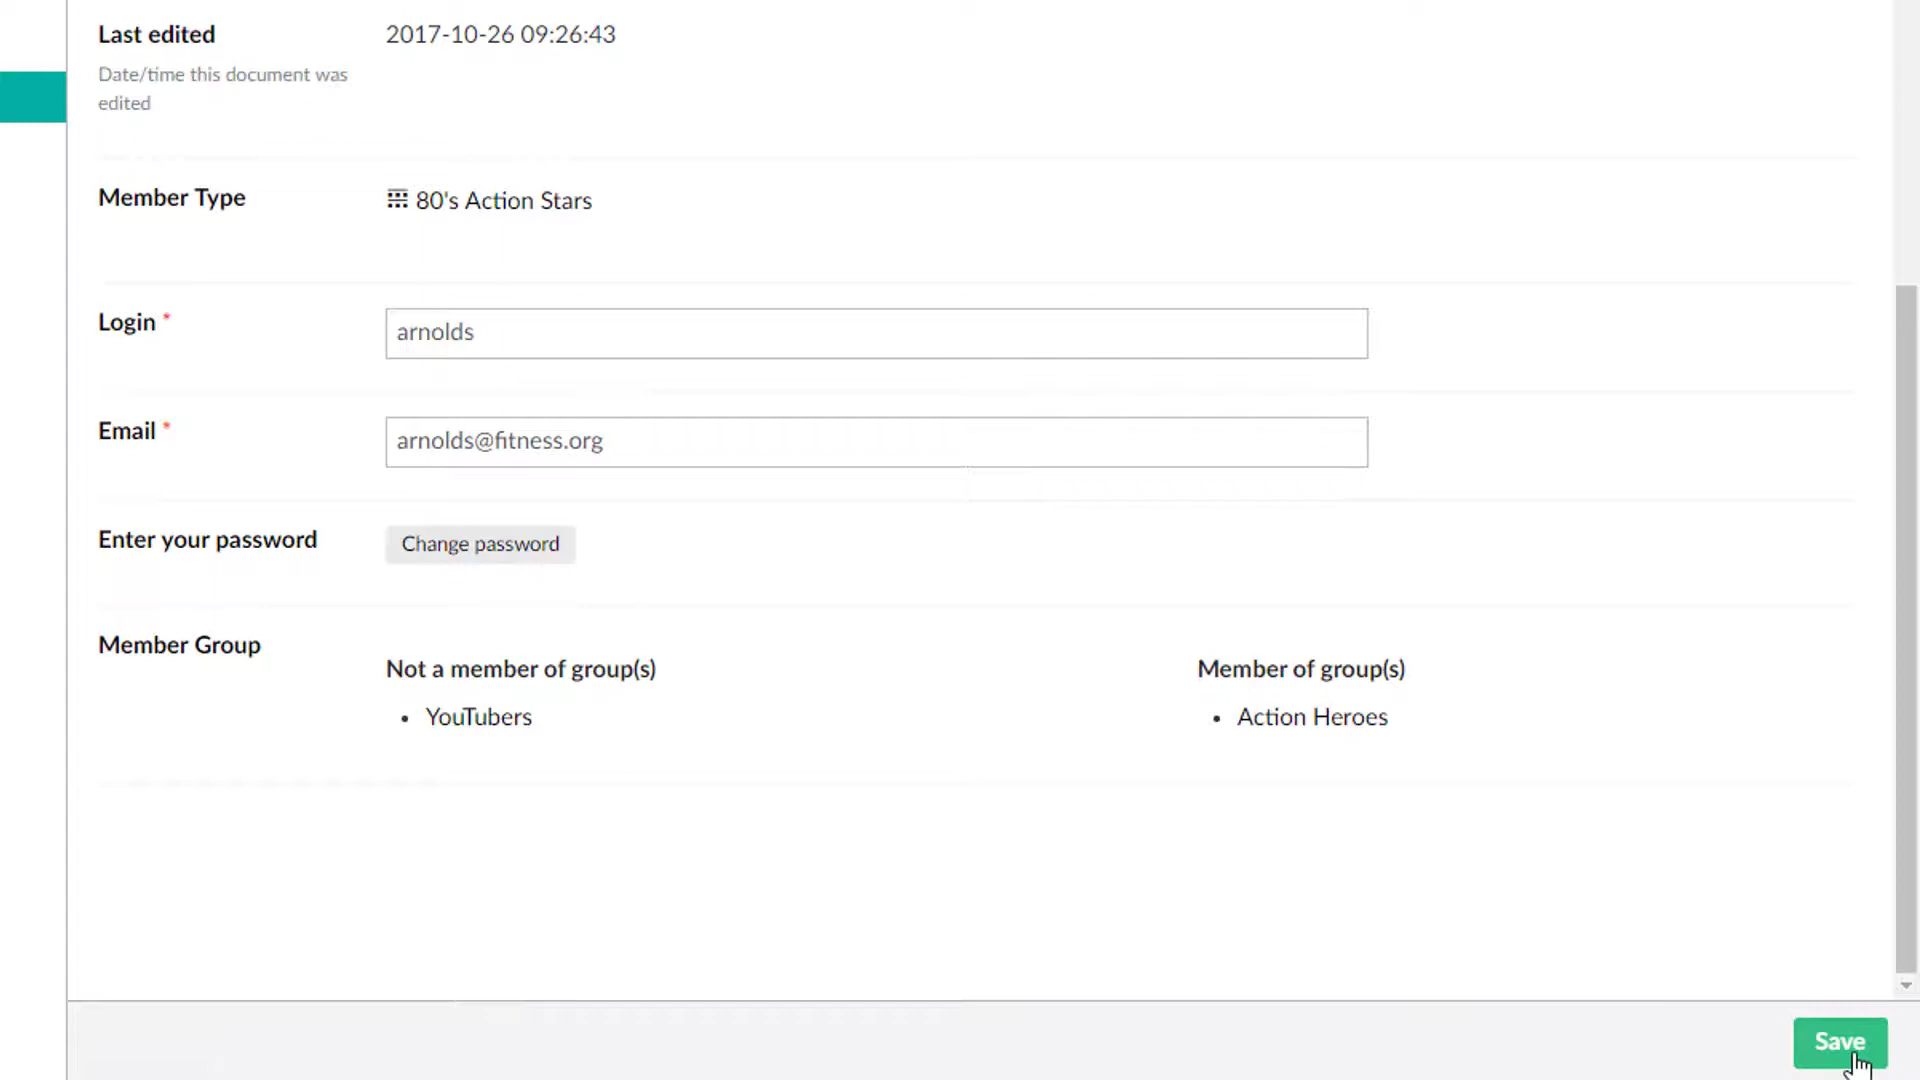 Last edited
2017-10-26 09:26:43
Date/time this document was
edited
Member Type
80's Action Stars
Login *
arnolds
Email *
arnolds@fitness.org
Enter your password
Change password
Member Group
Not a member of group(s)
Member of group(s)
• YouTubers
• Action Heroes
Save